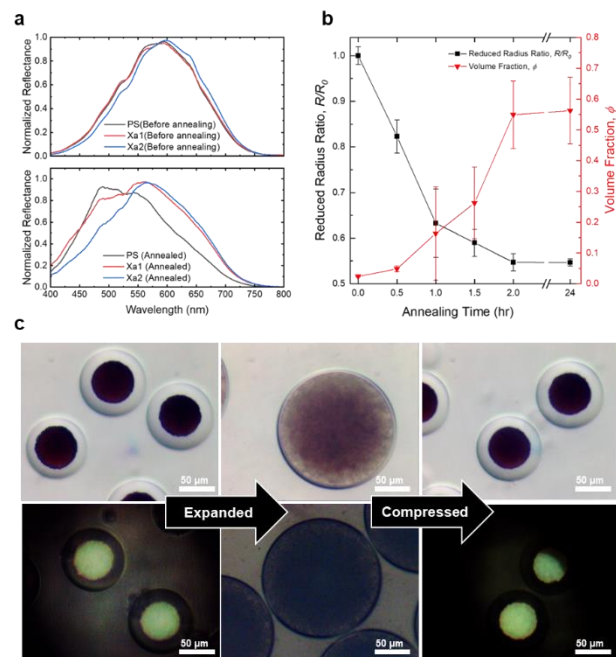 a
Normalized Reflectance
1.0
0.8
0.6
0.4
0.2
0.0
PS(Before annealing)
Xa1(Before annealing)
Xa2(Before annealing)
Normalized Reflectance
1.0
0.8
0.6
0.4
0.2
0.0
PS (Annealed)
Xa1 (Annealed)
Xa2 (Annealed)
400 450 500 550 600 650 700 750 800
Wavelength (nm)
b
Reduced Radius Ratio, R/R₀
1.0
0.9
0.8
0.7
0.6
0.5
Reduced Radius Ratio, R/R₀
Volume Fraction, ϕ
0.8
0.7
0.6
0.5
0.4
0.3
0.2
0.1
0.0
Volume Fraction, ϕ
0.0 0.5 1.0 1.5 2.0 24
Annealing Time (hr)
c
50 µm
50 µm
50 µm
Expanded
Compressed
50 µm
50 µm
50 µm